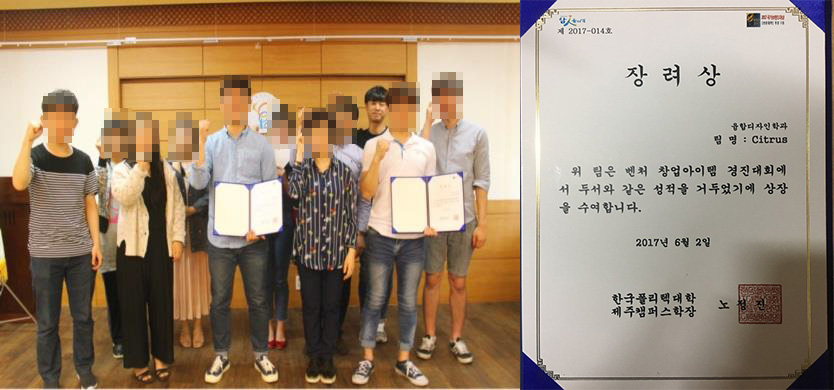 제 2017-014호
장려상
융합디자인학과
팀 명 : Citrus
위 팀은 벤처 창업아이템 경진대회에
서 두서와 같은 성적을 거두었기에 상장
을 수여합니다.
2017년 6월 2일
한국폴리텍대학
제주캠퍼스학장 노정진